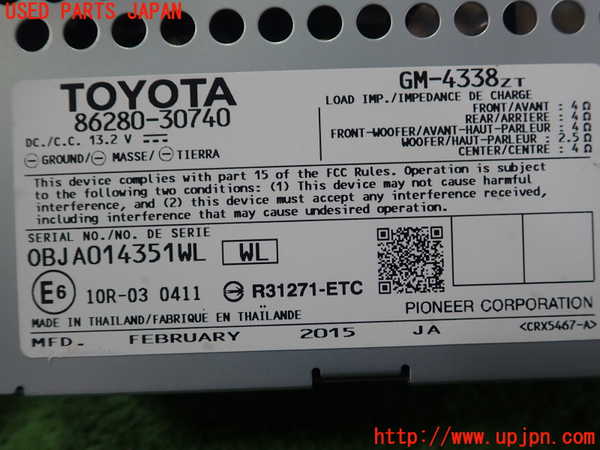 USED PARTS JAPAN
TOYOTA
86280-30740
DC./C.C. 13.2 V
GROUND/ MASSE/ TIERRA
GM-4338ZT
LOAD IMP./IMPEDANCE DE CHARGE
FRONT/AVANT : 4Ω
REAR/ARRIERE : 4Ω
FRONT-WOOFER/AVANT-HAUT-PARLEUR : 4Ω
WOOFER/HAUT-PARLEUR : 2.5Ω
CENTER/CENTRE : 4Ω
This device complies with part 15 of the FCC Rules. Operation is subject
to the following two conditions: (1) This device may not cause harmful
interference, and (2) this device must accept any interference received,
including interference that may cause undesired operation.
SERIAL NO./NO. DE SERIE
0BJA014351WL WL
E6 10R-03 0411 R31271-ETC
PIONEER CORPORATION
MADE IN THAILAND/FABRIQUÉ EN THAÏLANDE
<CRX5467-A>
MFD- FEBRUARY 2015 JA
http://www.upjpn.com